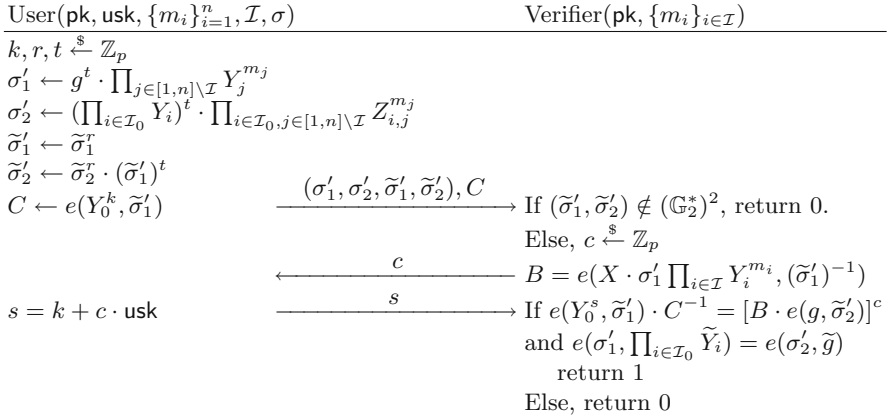 User(pk, usk, {m_i}_{i=1}^n, I, σ) Verifier(pk, {m_i}_{i∈I})
k, r, t ←$ ℤ_p
σ′_1 ← g^t · ∏_{j∈[1,n]\I} Y_j^{m_j}
σ′_2 ← (∏_{i∈I_0} Y_i)^t · ∏_{i∈I_0,j∈[1,n]\I} Z_{i,j}^{m_j}
σ̃′_1 ← σ̃_1^r
σ̃′_2 ← σ̃_2^r · (σ̃′_1)^t
C ← e(Y_0^k, σ̃′_1) (σ′_1, σ′_2, σ̃′_1, σ̃′_2), C If (σ̃′_1, σ̃′_2) ∉ (𝔾_2^*)^2, return 0.
Else, c ←$ ℤ_p
c B = e(X · σ′_1 ∏_{i∈I} Y_i^{m_i}, (σ̃′_1)^{-1})
s = k + c · usk s If e(Y_0^s, σ̃′_1) · C^{-1} = [B · e(g, σ̃′_2)]^c
and e(σ′_1, ∏_{i∈I_0} Ỹ_i) = e(σ′_2, g̃)
return 1
Else, return 0